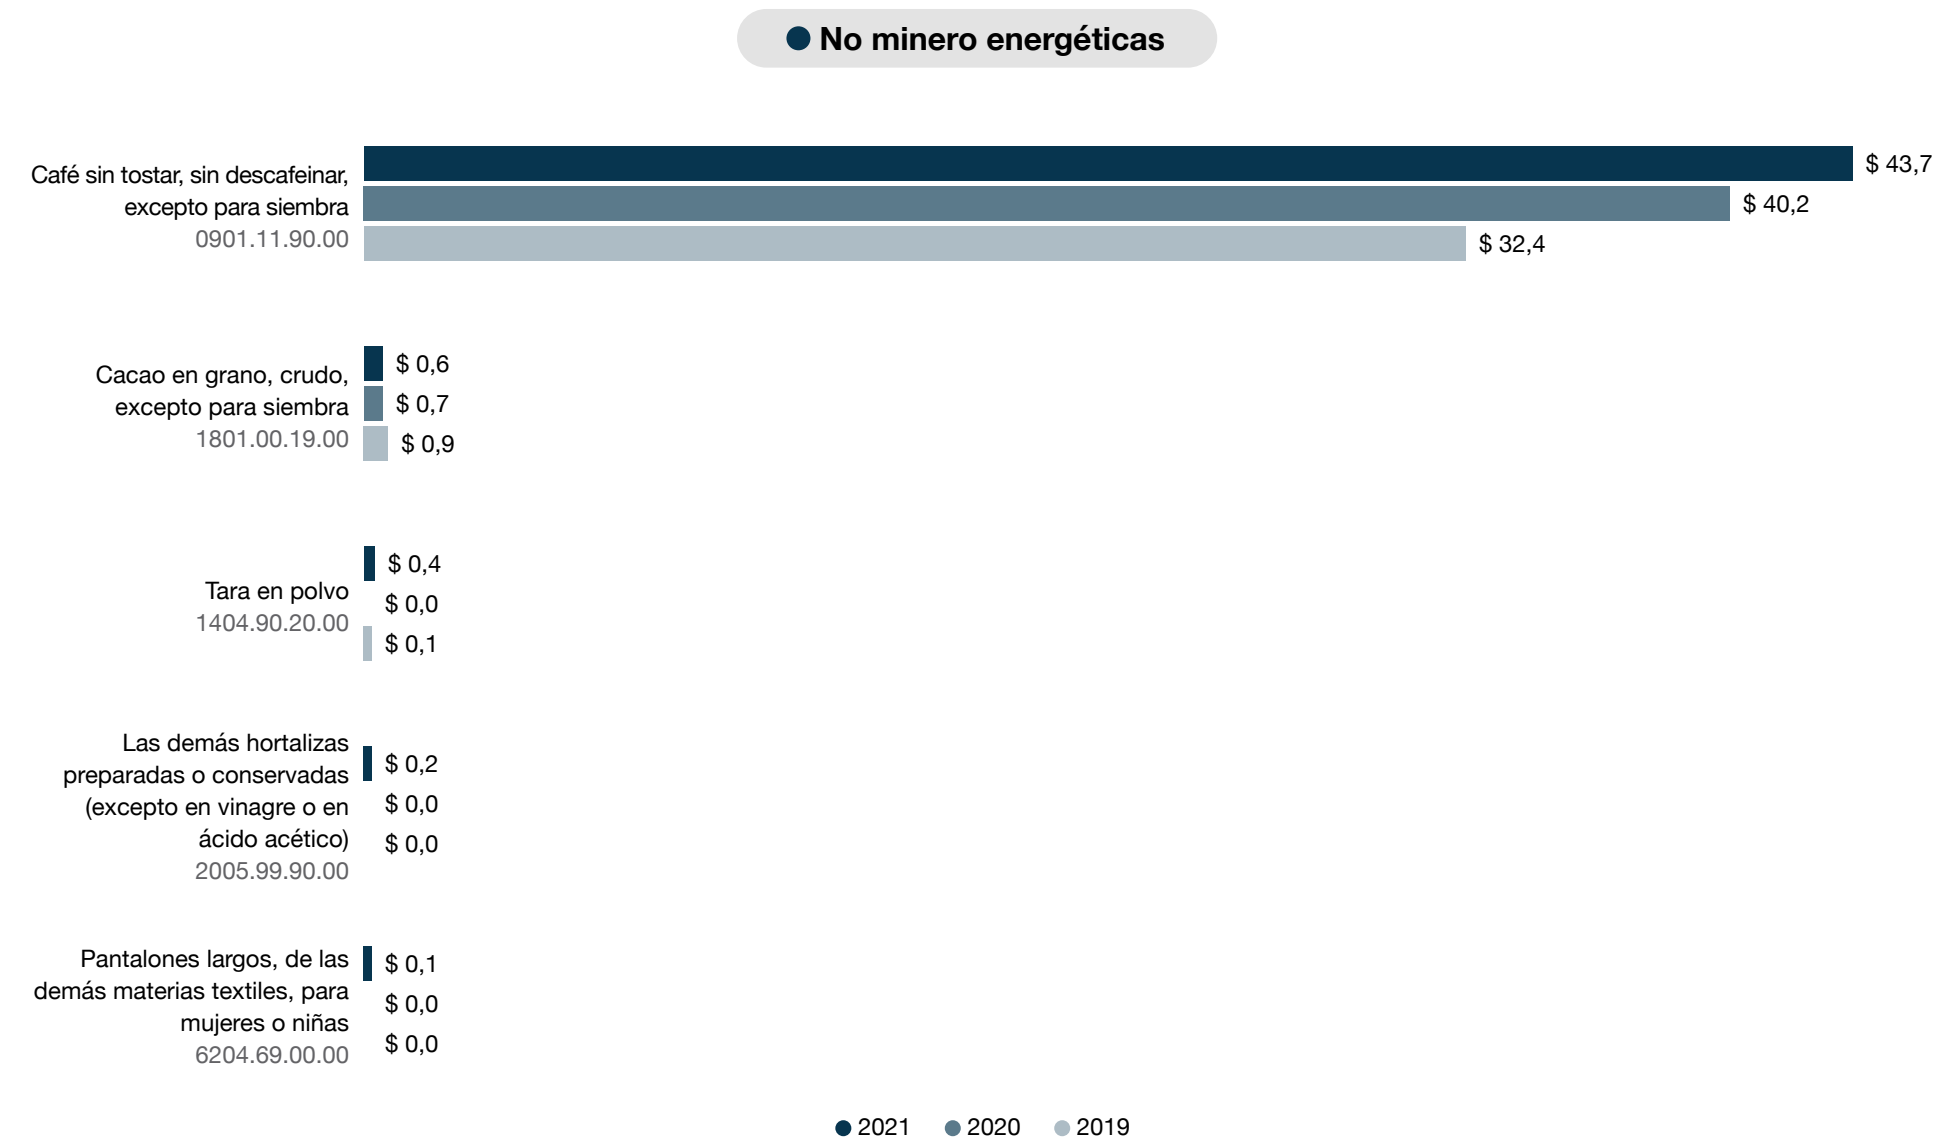 No minero energéticas
Café sin tostar, sin descafeinar,
excepto para siembra
0901.11.90.00
$ 43,7
$ 40,2
$ 32,4
Cacao en grano, crudo,
excepto para siembra
1801.00.19.00
$ 0,6
$ 0,7
$ 0,9
Tara en polvo
1404.90.20.00
$ 0,4
$ 0,0
$ 0,1
Las demás hortalizas
preparadas o conservadas
(excepto en vinagre o en
ácido acético)
2005.99.90.00
$ 0,2
$ 0,0
$ 0,0
Pantalones largos, de las
demás materias textiles, para
mujeres o niñas
6204.69.00.00
$ 0,1
$ 0,0
$ 0,0
2021 2020 2019